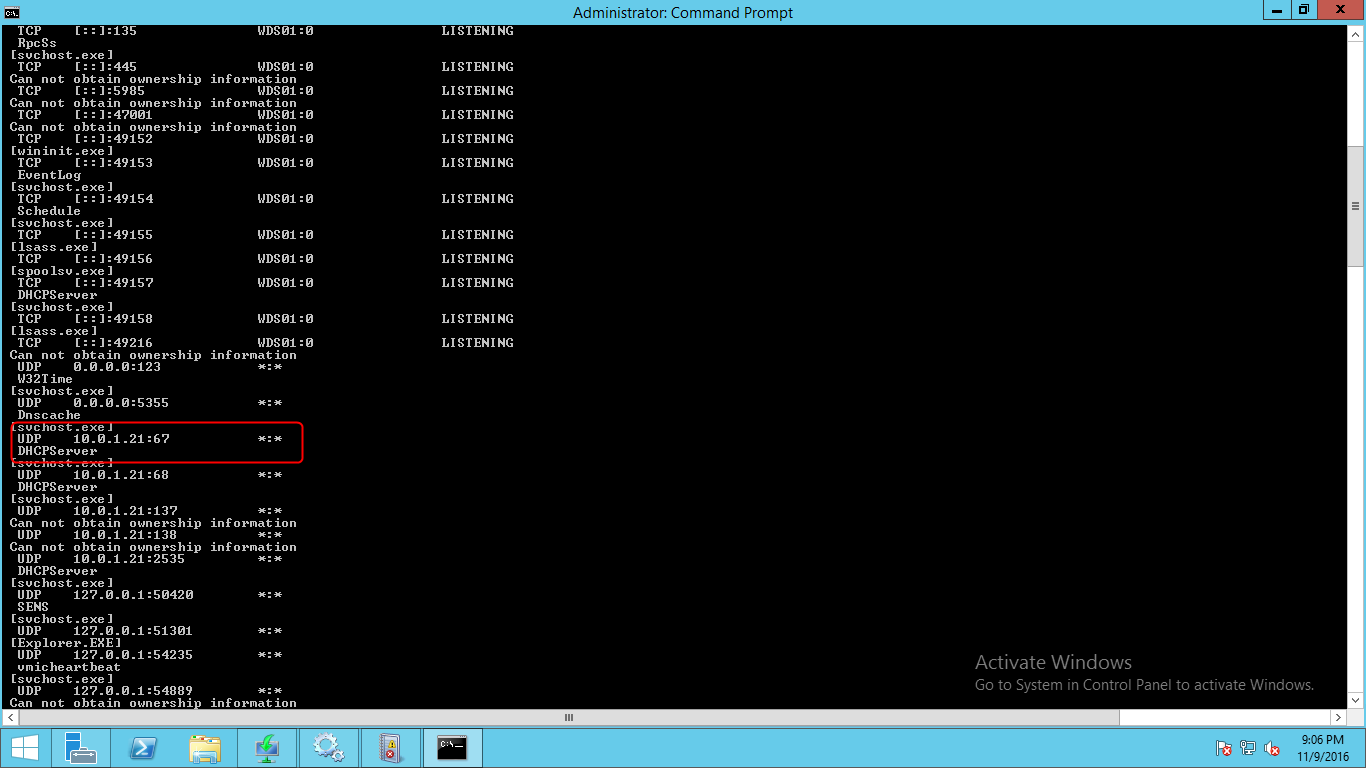 Administrator: Command Prompt
TCP [::]:135 WDS01:0 LISTENING
RpcSs
[svchost.exe]
TCP [::]:445 WDS01:0 LISTENING
Can not obtain ownership information
TCP [::]:5985 WDS01:0 LISTENING
Can not obtain ownership information
TCP [::]:47001 WDS01:0 LISTENING
Can not obtain ownership information
TCP [::]:49152 WDS01:0 LISTENING
[wininit.exe]
TCP [::]:49153 WDS01:0 LISTENING
EventLog
[svchost.exe]
TCP [::]:49154 WDS01:0 LISTENING
Schedule
[svchost.exe]
TCP [::]:49155 WDS01:0 LISTENING
[lsass.exe]
TCP [::]:49156 WDS01:0 LISTENING
[spoolsv.exe]
TCP [::]:49157 WDS01:0 LISTENING
DHCPServer
[svchost.exe]
TCP [::]:49158 WDS01:0 LISTENING
[lsass.exe]
TCP [::]:49216 WDS01:0 LISTENING
Can not obtain ownership information
UDP 0.0.0.0:123 *:*
W32Time
[svchost.exe]
UDP 0.0.0.0:5355 *:*
Dnscache
[svchost.exe]
UDP 10.0.1.21:67 *:*
DHCPServer
[svchost.exe]
UDP 10.0.1.21:68 *:*
DHCPServer
[svchost.exe]
UDP 10.0.1.21:137 *:*
Can not obtain ownership information
UDP 10.0.1.21:138 *:*
Can not obtain ownership information
UDP 10.0.1.21:2535 *:*
DHCPServer
[svchost.exe]
UDP 127.0.0.1:50420 *:*
SENS
[svchost.exe]
UDP 127.0.0.1:51301 *:*
[Explorer.EXE]
UDP 127.0.0.1:54235 *:*
vmicheartbeat
[svchost.exe]
UDP 127.0.0.1:54889 *:*
Can not obtain ownership information
Activate Windows
Go to System in Control Panel to activate Windows.
9:06 PM
11/9/2016